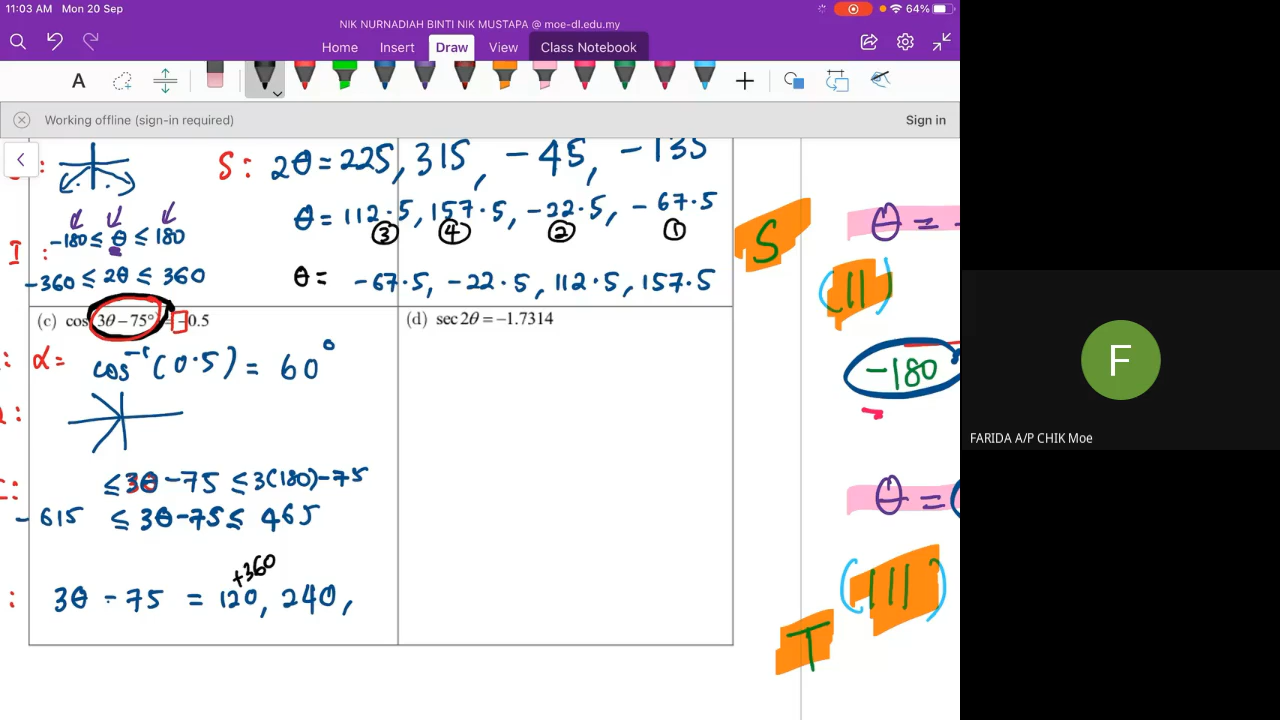 11:03 AM Mon 20 Sep
64%
NIK NURNADIAH BINTI NIK MUSTAPA @ moe-dl.edu.my
Home Insert Draw View Class Notebook
A
Working offline (sign-in required)
Sign in
S: 2θ = 225, 315, -45, -135
θ = 112.5, 157.5, -22.5, -67.5
3 4 2 1
-180 ≤ θ ≤ 180
I :
-360 ≤ 2θ ≤ 360
θ = -67.5, -22.5, 112.5, 157.5
(c) cos(3θ – 75°) = –0.5
(d) sec 2θ = –1.7314
: α = cos⁻¹(0.5) = 60°
:
≤ 3θ - 75 ≤ 3(180) - 75
-615 ≤ 3θ - 75 ≤ 465
+360
: 3θ - 75 = 120, 240,
S
θ = -
(II)
-180
θ =
(III)
T
F
FARIDA A/P CHIK Moe